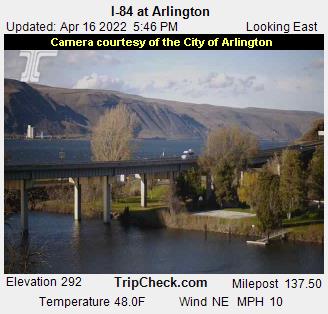 I-84 at Arlington
Updated: Apr 16 2022 5:46 PM Looking East
Camera courtesy of the City of Arlington
Elevation 292 TripCheck.com Milepost 137.50
Temperature 48.0F Wind NE MPH 10